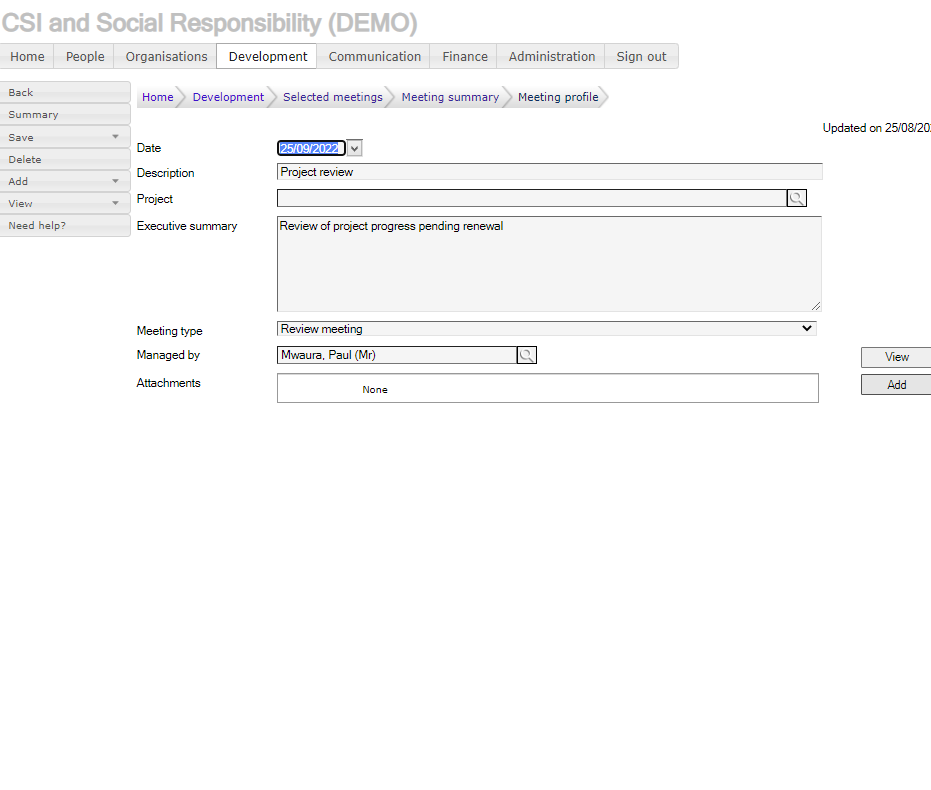 CSI and Social Responsibility (DEMO)
Home People Organisations Development Communication Finance Administration Sign out
Back
Summary
Save
Delete
Add
View
Need help?
Home Development Selected meetings Meeting summary Meeting profile
Updated on 25/08/20
Date 25/09/2022
Description Project review
Project
Executive summary Review of project progress pending renewal
Meeting type Review meeting
Managed by Mwaura, Paul (Mr) View
Attachments None Add